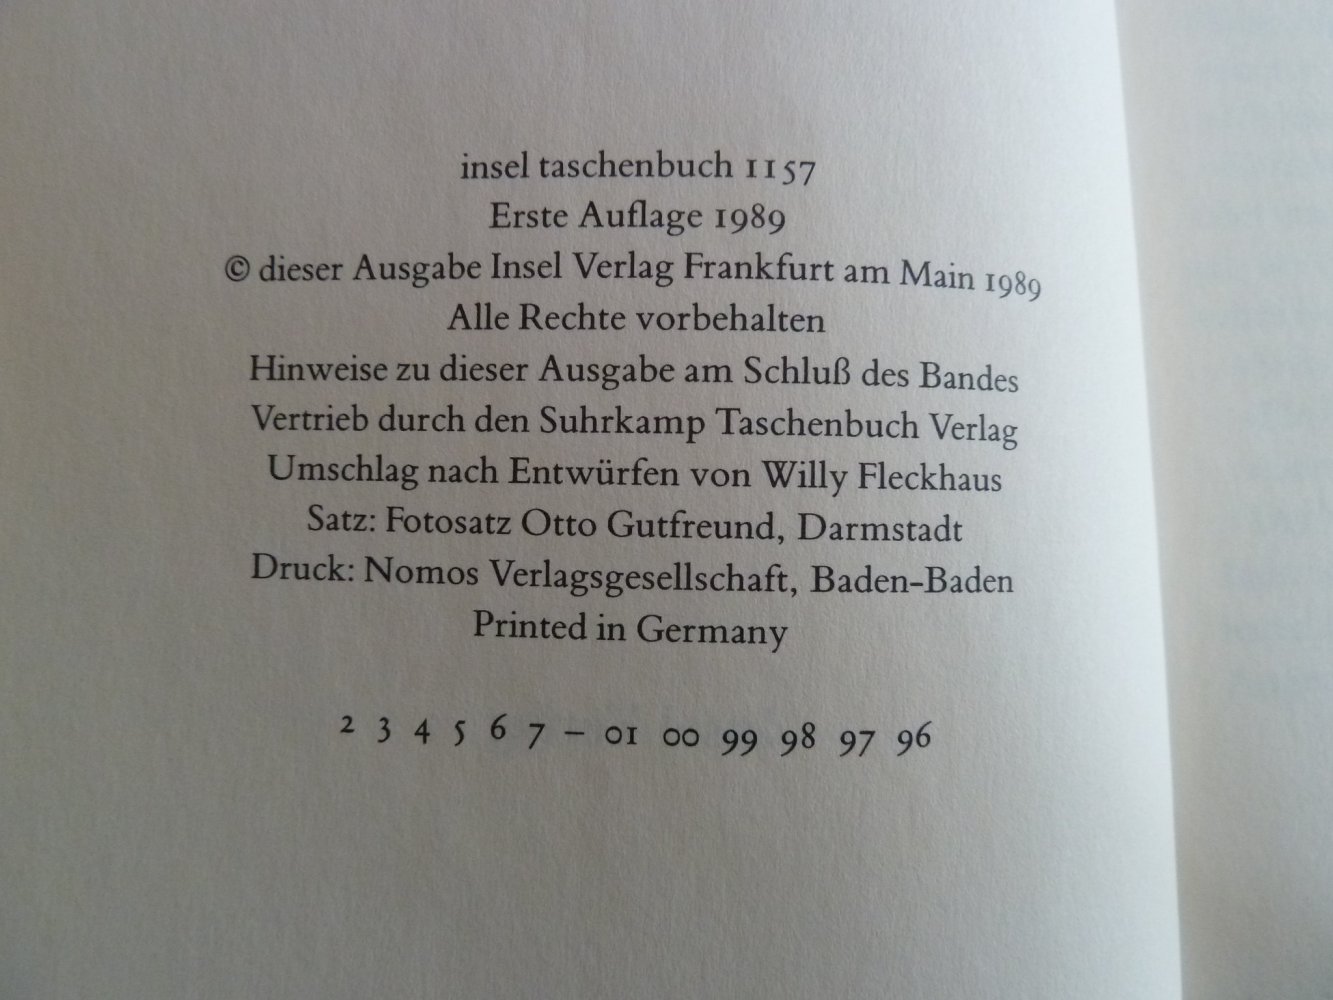 insel taschenbuch 1157
Erste Auflage 1989
© dieser Ausgabe Insel Verlag Frankfurt am Main 1989
Alle Rechte vorbehalten
Hinweise zu dieser Ausgabe am Schluß des Bandes
Vertrieb durch den Suhrkamp Taschenbuch Verlag
Umschlag nach Entwürfen von Willy Fleckhaus
Satz: Fotosatz Otto Gutfreund, Darmstadt
Druck: Nomos Verlagsgesellschaft, Baden-Baden
Printed in Germany
2 3 4 5 6 7 – 01 00 99 98 97 96